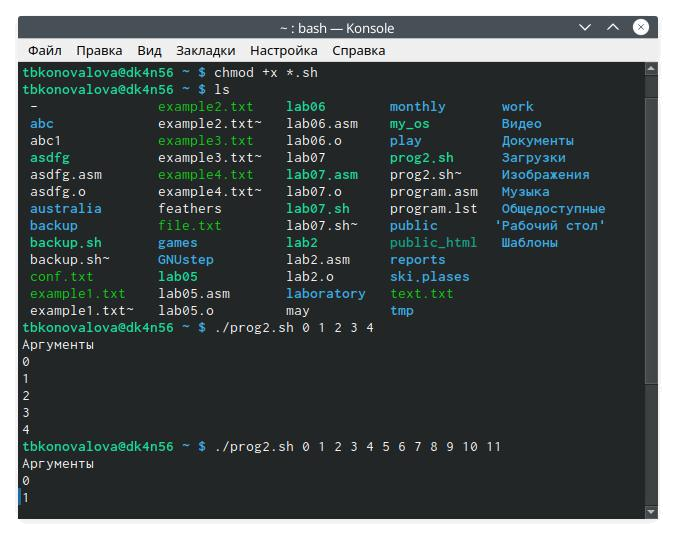 ~ : bash — Konsole
Файл Правка Вид Закладки Настройка Справка
tbkonovalova@dk4n56 ~ $ chmod +x *.sh
tbkonovalova@dk4n56 ~ $ ls
- example2.txt lab06 monthly work
abc example2.txt~ lab06.asm my_os Видео
abc1 example3.txt lab06.o play Документы
asdfg example3.txt~ lab07 prog2.sh Загрузки
asdfg.asm example4.txt lab07.asm prog2.sh~ Изображения
asdfg.o example4.txt~ lab07.o program.asm Музыка
australia feathers lab07.sh program.lst Общедоступные
backup file.txt lab07.sh~ public 'Рабочий стол'
backup.sh games lab2 public_html Шаблоны
backup.sh~ GNUstep lab2.asm reports
conf.txt lab05 lab2.o ski.plases
example1.txt lab05.asm laboratory text.txt
example1.txt~ lab05.o may tmp
tbkonovalova@dk4n56 ~ $ ./prog2.sh 0 1 2 3 4
Аргументы
0
1
2
3
4
tbkonovalova@dk4n56 ~ $ ./prog2.sh 0 1 2 3 4 5 6 7 8 9 10 11
Аргументы
0
1